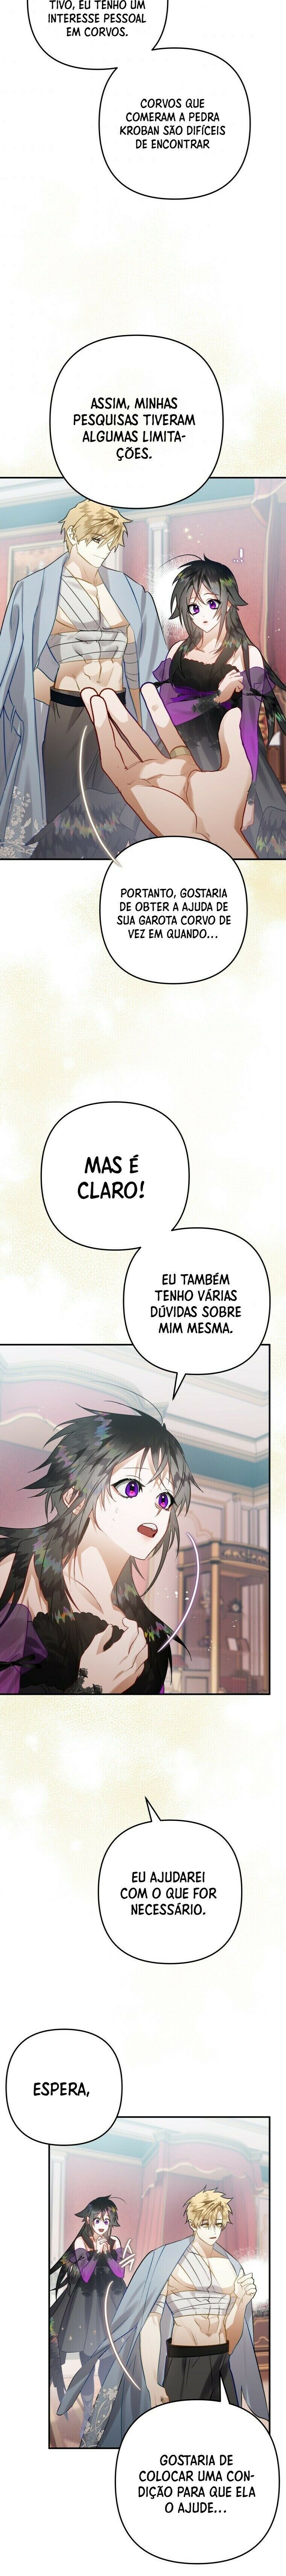 TIVO, EU TENHO UM
INTERESSE PESSOAL
EM CORVOS.
CORVOS QUE
COMERAM A PEDRA
KROBAN SÃO DIFÍCEIS
DE ENCONTRAR
ASSIM, MINHAS
PESQUISAS TIVERAM
ALGUMAS LIMITA-
ÇÕES.
...!
PORTANTO, GOSTARIA
DE OBTER A AJUDA DE
SUA GAROTA CORVO DE
VEZ EM QUANDO...
MAS É
CLARO!
EU TAMBÉM
TENHO VÁRIAS
DÚVIDAS SOBRE
MIM MESMA.
EU AJUDAREI
COM O QUE FOR
NECESSÁRIO.
ESPERA,
GOSTARIA DE
COLOCAR UMA CON-
DIÇÃO PARA QUE ELA
O AJUDE...